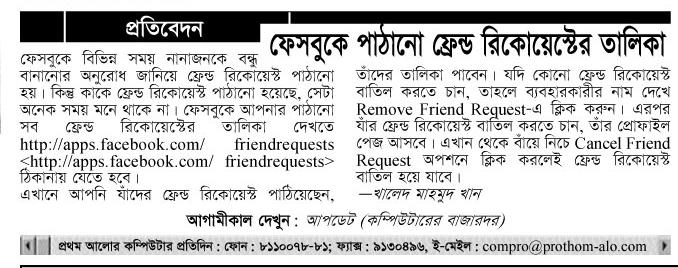 প্রতিবেদন
ফেসবুকে পাঠানো ফ্রেন্ড রিকোয়েস্টের তালিকা
ফেসবুকে বিভিন্ন সময় নানাজনকে বন্ধু
বানানোর অনুরোধ জানিয়ে ফ্রেন্ড রিকোয়েস্ট পাঠানো
হয়। কিন্তু কাকে ফ্রেন্ড রিকোয়েস্ট পাঠানো হয়েছে, সেটা
অনেক সময় মনে থাকে না। ফেসবুকে আপনার পাঠানো
সব ফ্রেন্ড রিকোয়েস্টের তালিকা দেখতে
http://apps.facebook.com/ friendrequests
<http://apps.facebook.com/ friendrequests>
ঠিকানায় যেতে হবে।
এখানে আপনি যাঁদের ফ্রেন্ড রিকোয়েস্ট পাঠিয়েছেন,
তাঁদের তালিকা পাবেন। যদি কোনো ফ্রেন্ড রিকোয়েস্ট
বাতিল করতে চান, তাহলে ব্যবহারকারীর নাম দেখে
Remove Friend Request-এ ক্লিক করুন। এরপর
যাঁর ফ্রেন্ড রিকোয়েস্ট বাতিল করতে চান, তাঁর প্রোফাইল
পেজ আসবে। এখান থেকে বাঁয়ে নিচে Cancel Friend
Request অপশনে ক্লিক করলেই ফ্রেন্ড রিকোয়েস্ট
বাতিল হয়ে যাবে।
—খালেদ মাহমুদ খান
আগামীকাল দেখুন : আপডেট (কম্পিউটারের বাজারদর)
প্রথম আলোর কম্পিউটার প্রতিদিন : ফোন : ৮১১০০৭৮-৮১; ফ্যাক্স : ৯১৩০৪৯৬, ই-মেইল : compro@prothom-alo.com